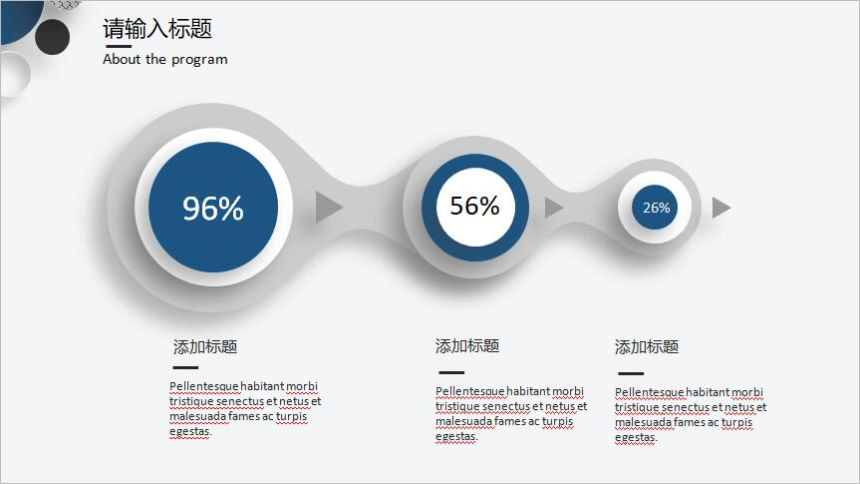 请输入标题
About the program
96%
56%
26%
添加标题
Pellentesque habitant morbi
tristique senectus et netus et
malesuada fames ac turpis
egestas.
添加标题
Pellentesque habitant morbi
tristique senectus et netus et
malesuada fames ac turpis
egestas.
添加标题
Pellentesque habitant morbi
tristique senectus et netus et
malesuada fames ac turpis
egestas.